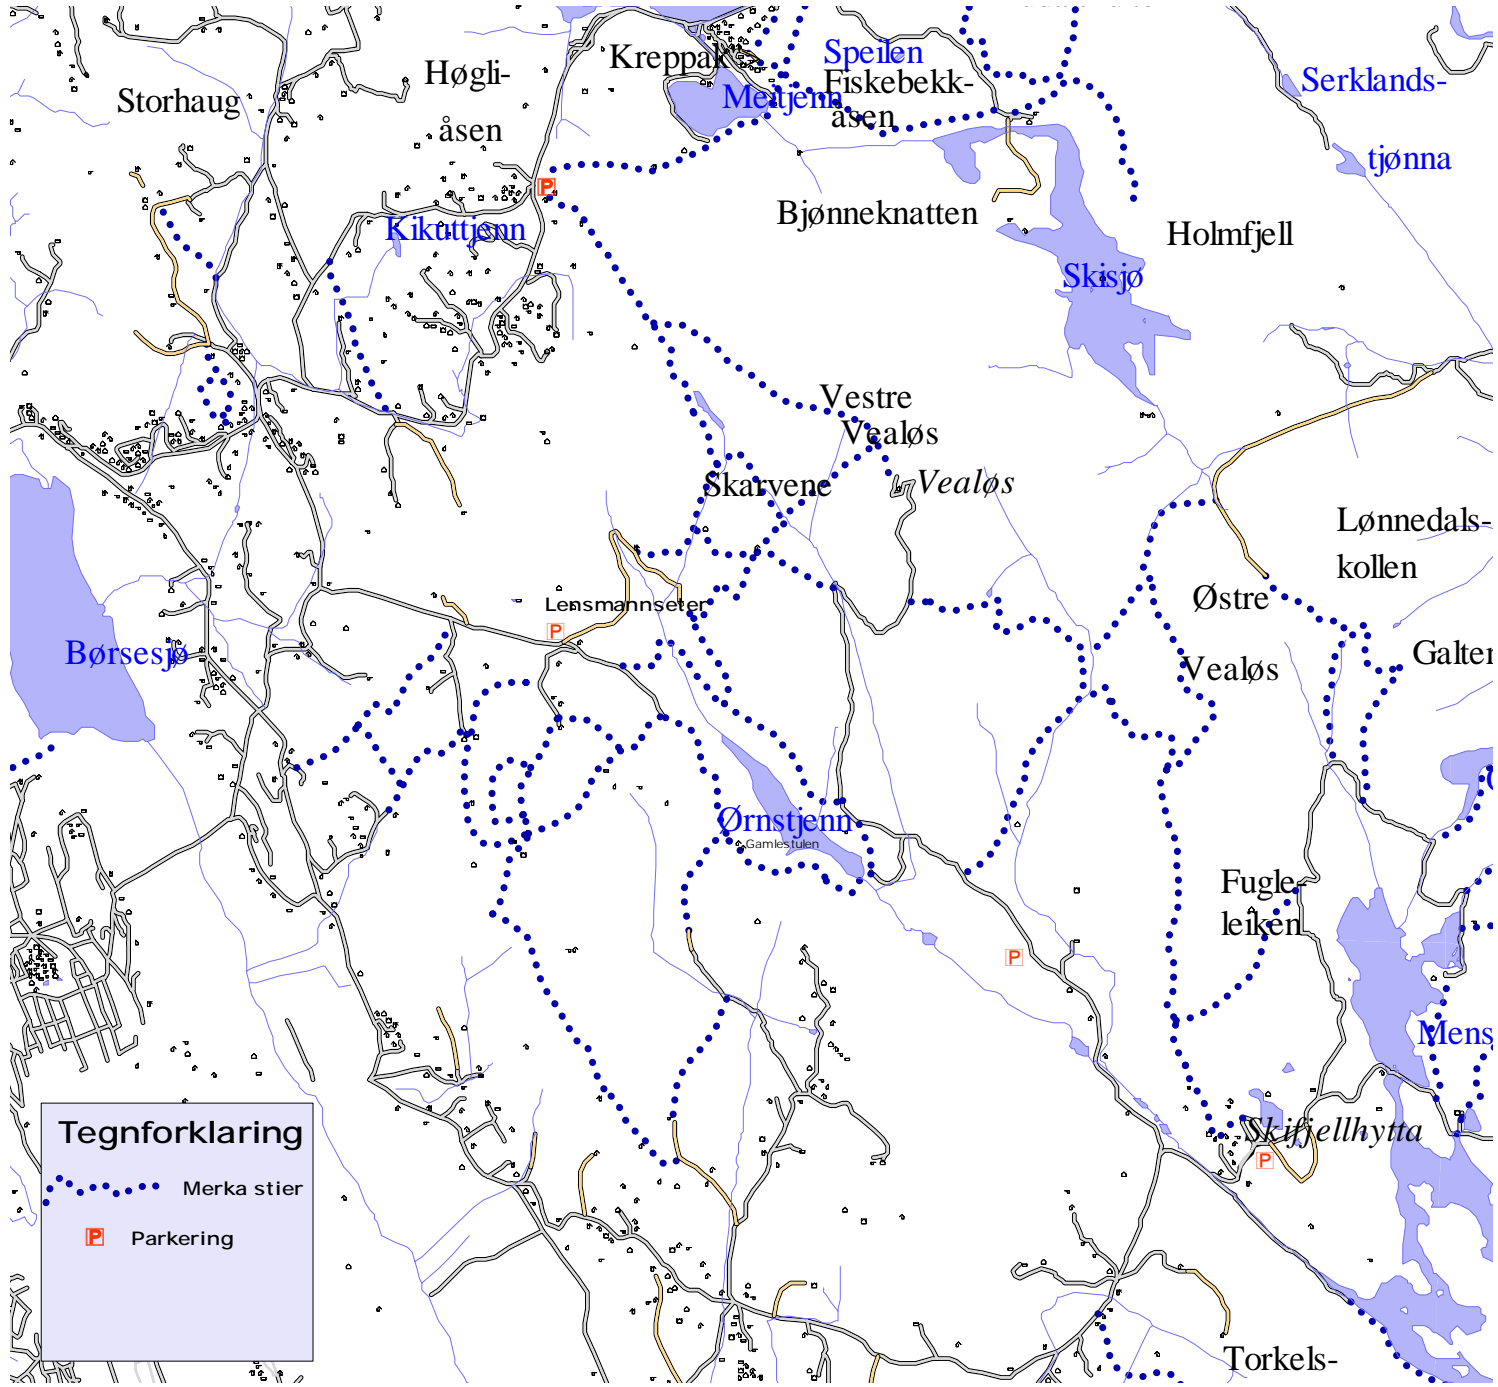 Kreppak
Speilen
Høgli-
åsen
Storhaug
Meitjenn
Fiskebekk-
åsen
Serklands-
tjønna
P
Kikuttjenn
Bjønneknatten
Holmfjell
Skisjø
Vestre
Vealøs
Skarvene
Vealøs
Lønnedals-
kollen
Østre
Vealøs
Lensmannseter
P
Børsesjø
Galten
Ørnstjenn
Gamlestulen
Fugle-
leiken
P
Mens
Skifjellhytta
P
Tegnforklaring
Merka stier
P Parkering
Torkels-